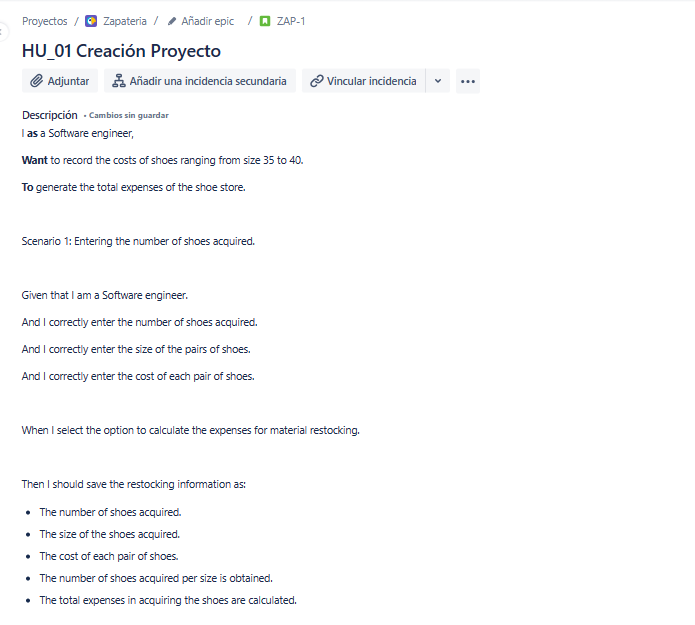 Proyectos / Zapateria / Añadir epic / ZAP-1
HU_01 Creación Proyecto
Adjuntar Añadir una incidencia secundaria Vincular incidencia
Descripción • Cambios sin guardar
I as a Software engineer,
Want to record the costs of shoes ranging from size 35 to 40.
To generate the total expenses of the shoe store.
Scenario 1: Entering the number of shoes acquired.
Given that I am a Software engineer.
And I correctly enter the number of shoes acquired.
And I correctly enter the size of the pairs of shoes.
And I correctly enter the cost of each pair of shoes.
When I select the option to calculate the expenses for material restocking.
Then I should save the restocking information as:
• The number of shoes acquired.
• The size of the shoes acquired.
• The cost of each pair of shoes.
• The number of shoes acquired per size is obtained.
• The total expenses in acquiring the shoes are calculated.